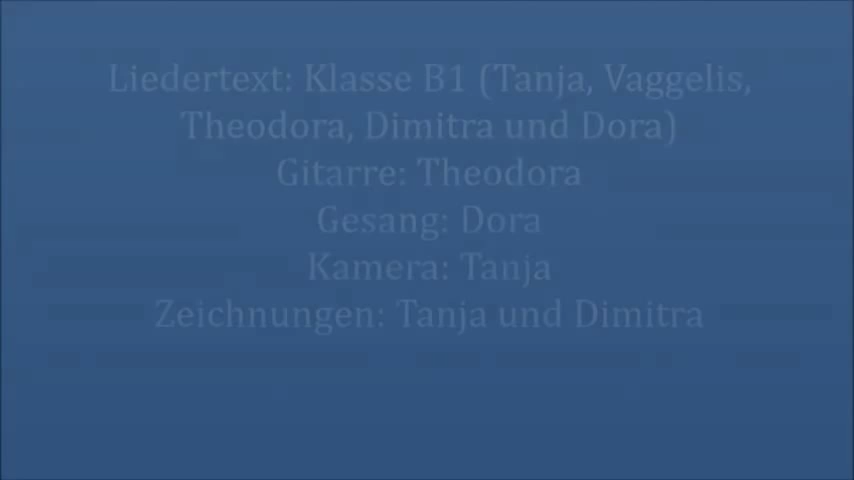 Liedertext: Klasse B1 (Tanja, Vaggelis,
Theodora, Dimitra und Dora)
Gitarre: Theodora
Gesang: Dora
Kamera: Tanja
Zeichnungen: Tanja und Dimitra